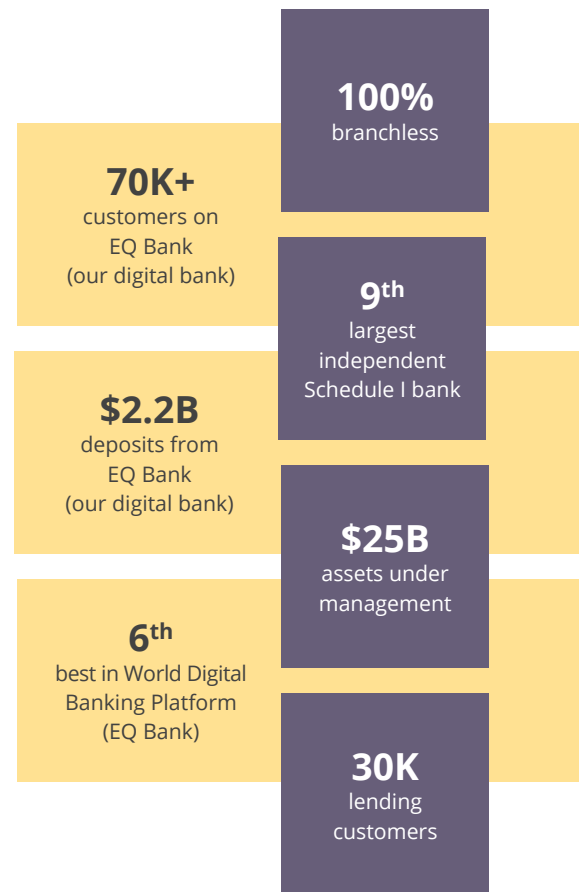 100%
branchless
70K+
customers on
EQ Bank
(our digital bank)
9th
largest
independent
Schedule I bank
$2.2B
deposits from
EQ Bank
(our digital bank)
$25B
assets under
management
6th
best in World Digital
Banking Platform
(EQ Bank)
30K
lending
customers